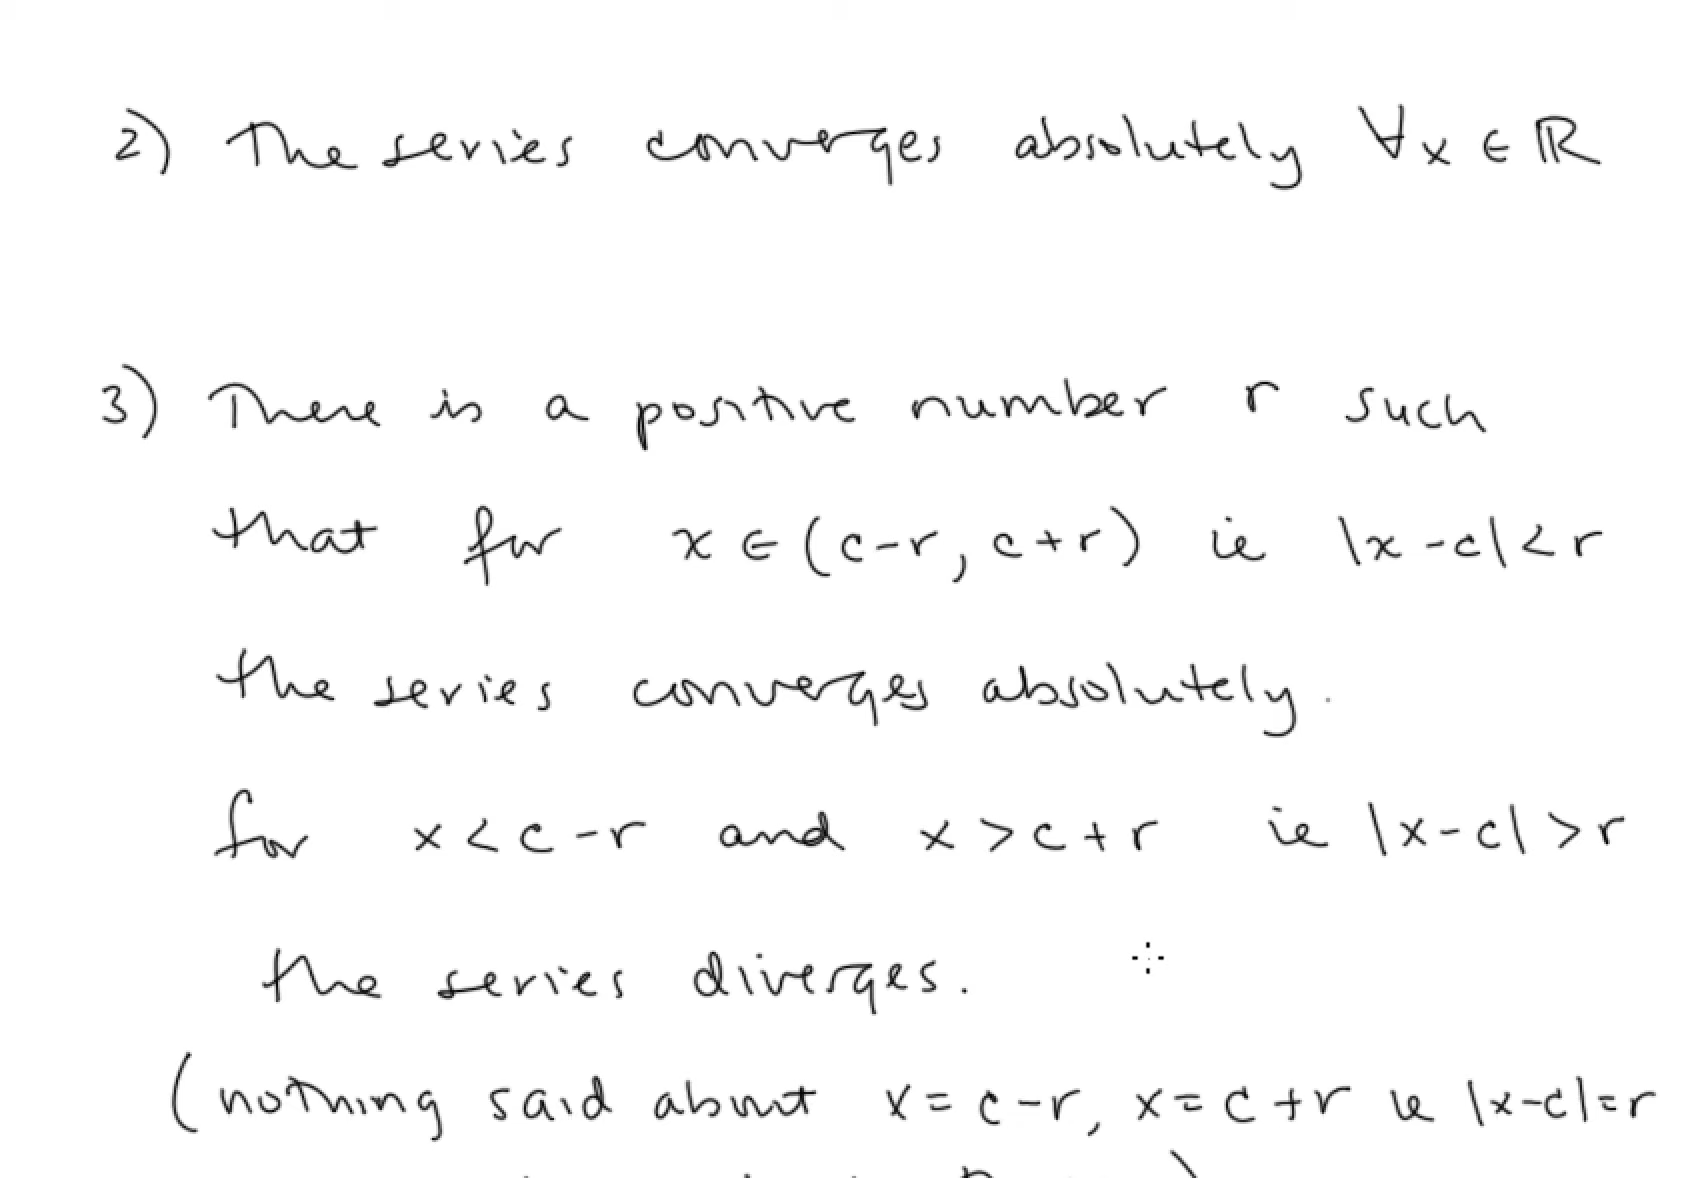 2) The series converges absolutely ∀x ∈ ℝ
3) There is a positive number r such
that for x ∈ (c-r, c+r) ie |x-c| < r
the series converges absolutely.
for x < c-r and x > c+r ie |x-c| > r
the series diverges.
(nothing said about x = c-r, x = c+r ie |x-c| = r